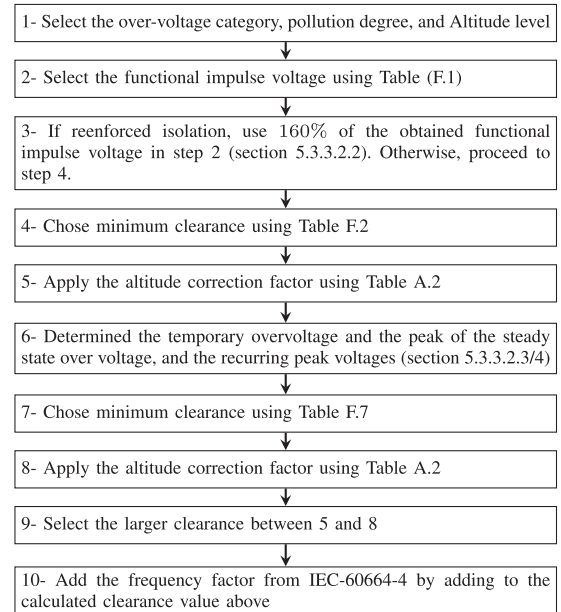 1- Select the over-voltage category, pollution degree, and Altitude level
2- Select the functional impulse voltage using Table (F.1)
3- If reenforced isolation, use 160% of the obtained functional
impulse voltage in step 2 (section 5.3.3.2.2). Otherwise, proceed to
step 4.
4- Chose minimum clearance using Table F.2
5- Apply the altitude correction factor using Table A.2
6- Determined the temporary overvoltage and the peak of the steady
state over voltage, and the recurring peak voltages (section 5.3.3.2.3/4)
7- Chose minimum clearance using Table F.7
8- Apply the altitude correction factor using Table A.2
9- Select the larger clearance between 5 and 8
10- Add the frequency factor from IEC-60664-4 by adding to the
calculated clearance value above